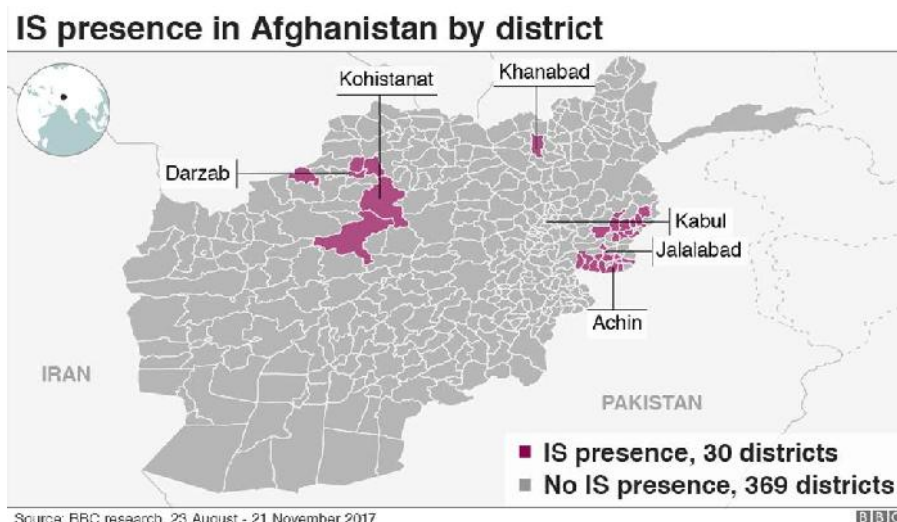 IS presence in Afghanistan by district
Kohistanat
Khanabad
Darzab
Kabul
Jalalabad
Achin
IRAN
PAKISTAN
IS presence, 30 districts
No IS presence, 369 districts
Source: BBC research, 23 August - 21 November 2017
BBC